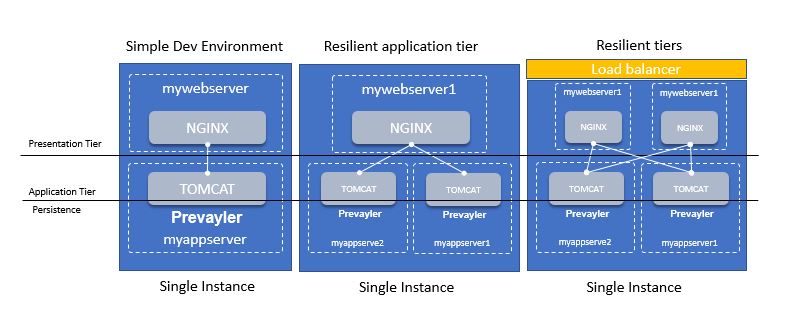 Simple Dev Environment
Resilient application tier
Resilient tiers
Load balancer
mywebserver
mywebserver1
mywebserver1
mywebserver1
NGINX
NGINX
NGINX
NGINX
Presentation Tier
Application Tier
Persistence
TOMCAT
Prevayler
myappserver
TOMCAT
Prevayler
myappserve2
TOMCAT
Prevayler
myappserver1
TOMCAT
Prevayler
myappserve2
TOMCAT
Prevayler
myappserver1
Single Instance
Single Instance
Single Instance